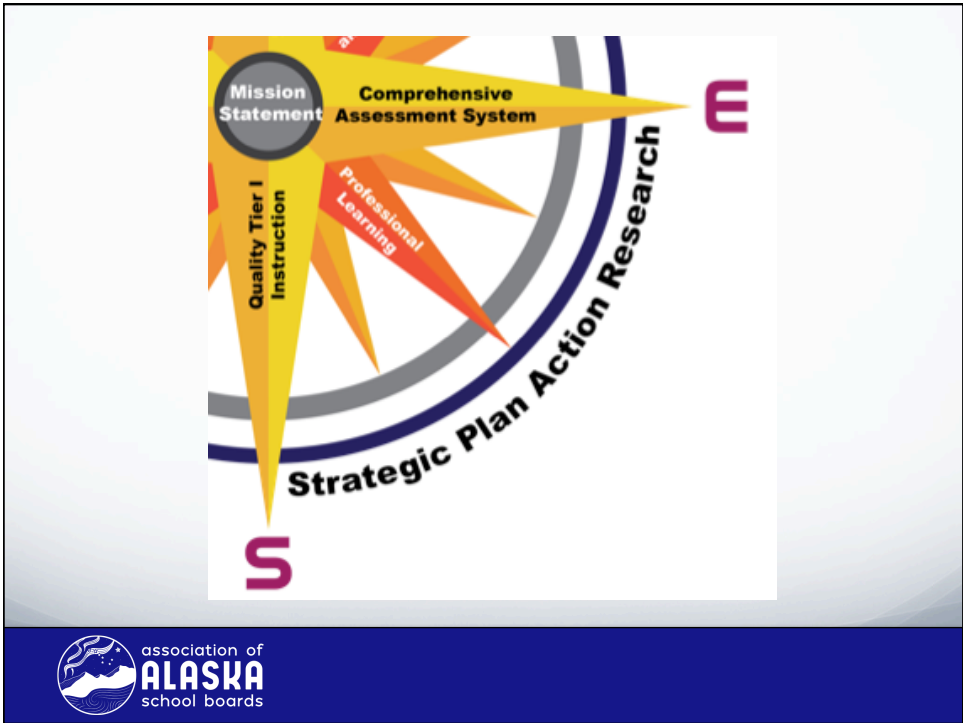 Mission
Statement
Comprehensive
Assessment System
E
Professional
Learning
Quality Tier I
Instruction
Strategic Plan Action Research
S
association of
ALASKA
school boards